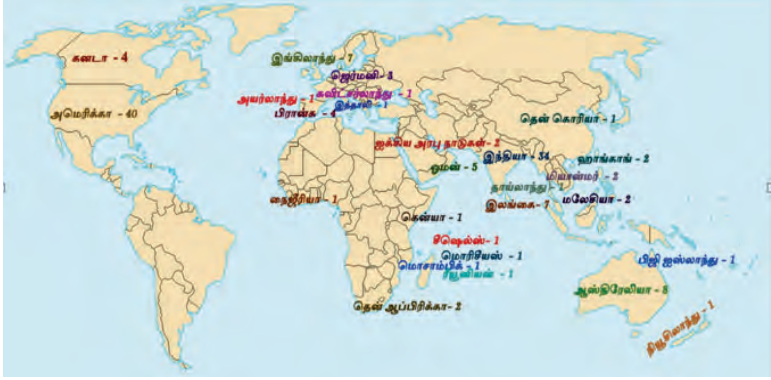 கனடா - 4
இங்கிலாந்து - 7
ஜெர்மனி - 3
சுவிட்சர்லாந்து - 1
அயர்லாந்து - 1
இத்தாலி - 1
பிரான்சு - 4
அமெரிக்கா - 40
தென் கொரியா - 1
ஐக்கிய அரபு நாடுகள் - 2
இந்தியா - 34
ஹாங்காங் - 2
ஓமன் - 5
மியான்மர் - 2
தாய்லாந்து -
நைஜீரியா - 1
இலங்கை - 7
மலேசியா - 2
கென்யா - 1
சீஷெல்ஸ் - 1
மொரிசீயஸ் - 1
மொசாம்பிக் - 1
ரீயூனியன் - 1
பிஜி ஐஸ்லாந்து - 1
ஆஸ்திரேலியா - 8
தென் ஆப்பிரிக்கா - 2
நியூசிலாந்து - 1